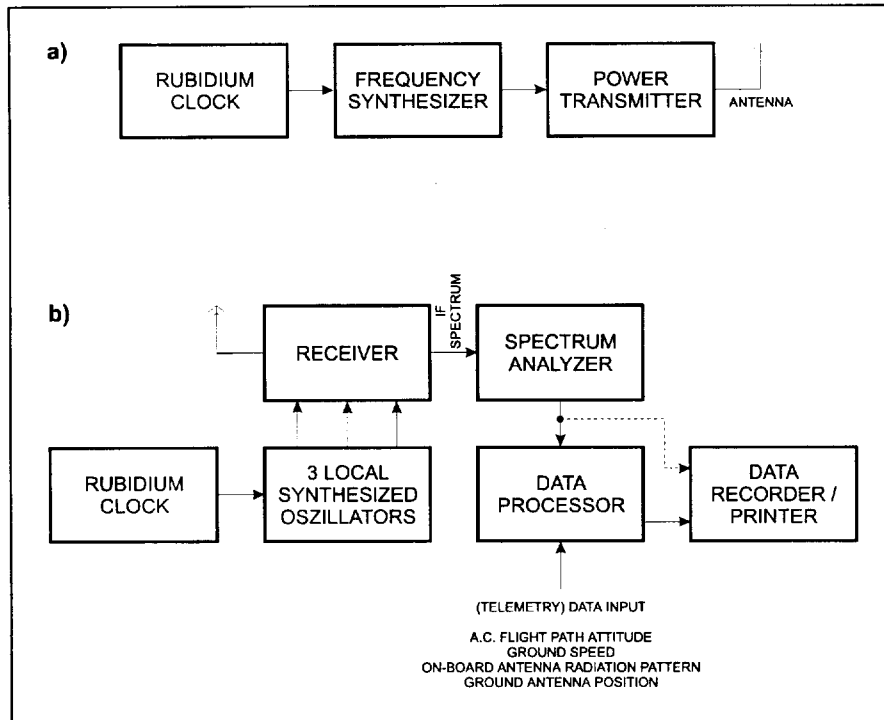 a)
RUBIDIUM
CLOCK
FREQUENCY
SYNTHESIZER
POWER
TRANSMITTER
ANTENNA
b)
RECEIVER
IF
SPECTRUM
SPECTRUM
ANALYZER
RUBIDIUM
CLOCK
3 LOCAL
SYNTHESIZED
OSZILLATORS
DATA
PROCESSOR
DATA
RECORDER /
PRINTER
(TELEMETRY) DATA INPUT
A.C. FLIGHT PATH ATTITUDE
GROUND SPEED
ON-BOARD ANTENNA RADIATION PATTERN
GROUND ANTENNA POSITION